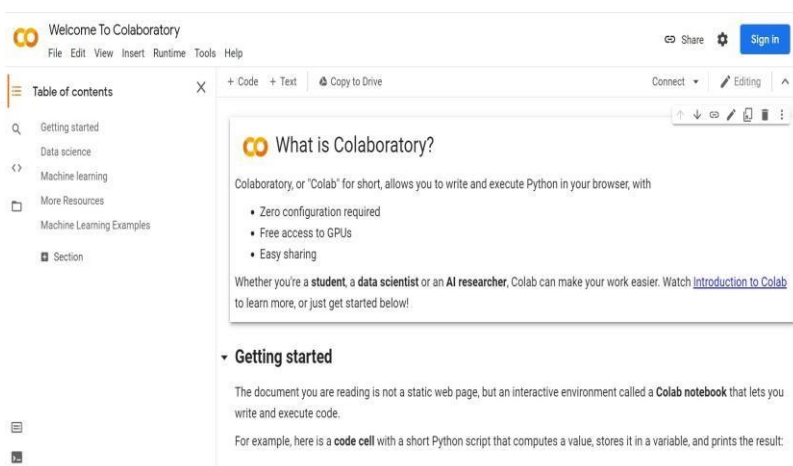 Welcome To Colaboratory
File Edit View Insert Runtime Tools Help
Share
Sign in
Table of contents
+ Code + Text Copy to Drive
Connect Editing
Getting started
Data science
Machine learning
More Resources
Machine Learning Examples
Section
What is Colaboratory?
Colaboratory, or "Colab" for short, allows you to write and execute Python in your browser, with
• Zero configuration required
• Free access to GPUs
• Easy sharing
Whether you're a student, a data scientist or an AI researcher, Colab can make your work easier. Watch Introduction to Colab
to learn more, or just get started below!
Getting started
The document you are reading is not a static web page, but an interactive environment called a Colab notebook that lets you
write and execute code.
For example, here is a code cell with a short Python script that computes a value, stores it in a variable, and prints the result: